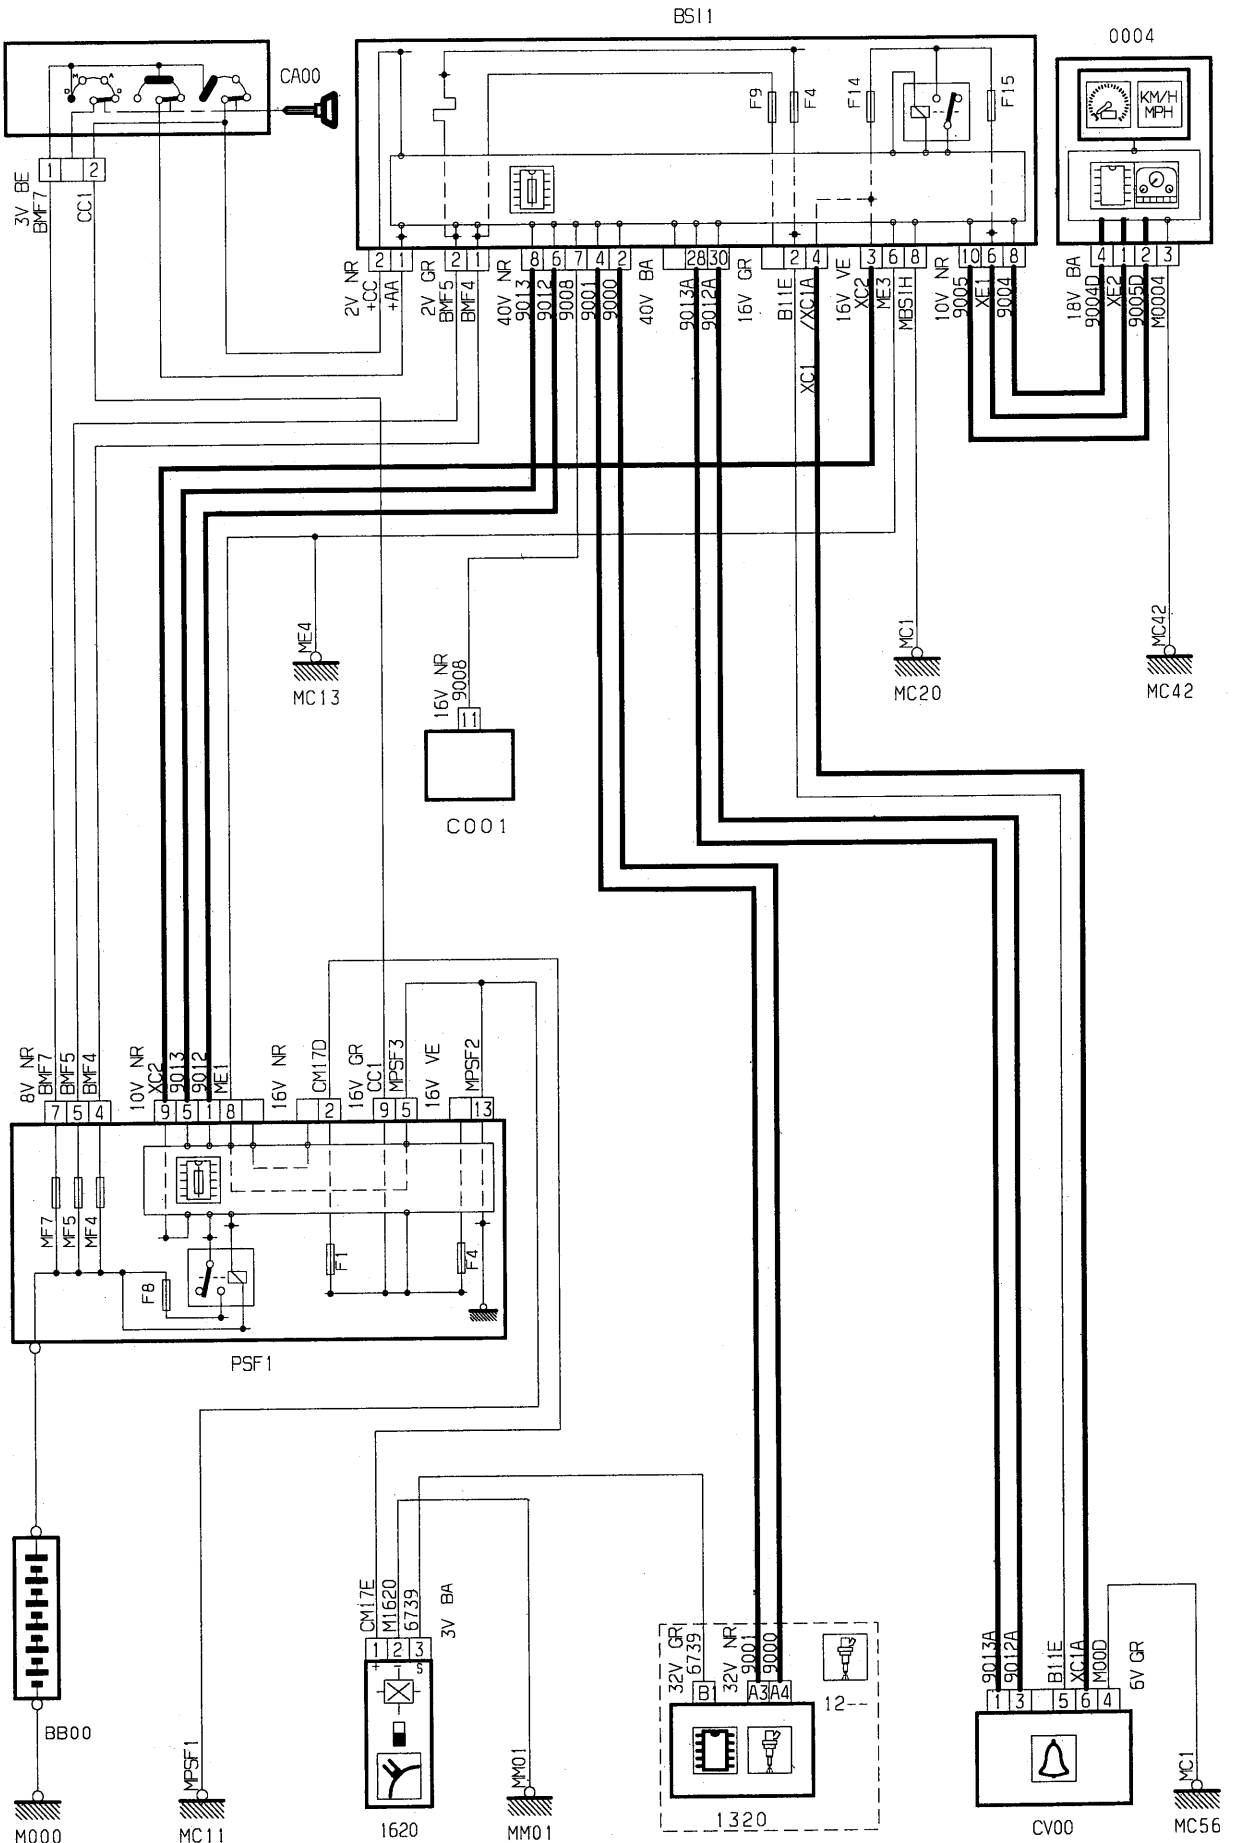 BSI1
0004
CA00
M A
D D
F9 F4 F14 F15
KM/H
MPH
1 2
3V BE
BMF7
CC1
2 1 2 1 8 6 7 4 2 28 30 2 4 3 6 8 10 6 8 4 1 2 3
2V NR
+CC
+AA
2V GR
BMF5
BMF4
40V NR
9013
9012
9008
9001
9000
40V BA
9013A
9012A
16V GR
B11E
/XC1A
16V VE
XC2
ME3
MBS1H
10V NR
9005
XE1
9004
18V BA
9004D
XE2
9005D
M0004
XC1
ME4
MC13
MC1
MC20
MC42
MC42
16V NR
9008
11
C001
8V NR
BMF7
BMF5
BMF4
10V NR
XC2
9013
9012
ME1
16V NR
CM17D
16V GR
CC1
MPSF3
16V VE
MPSF2
7 5 4 9 5 1 8 2 9 5 13
MF7
MF5
MF4
F8
F1
F4
PSF1
BB00
M000
MPSF1
MC11
CM17E
M1620
6739
3V BA
1 2 3
+ – S
1620
MM01
MM01
32V GR
6739
32V NR
9001
9000
B1 A3 A4
12--
1320
9013A
9012A
B11E
XC1A
M00D
6V GR
1 3 5 6 4
CV00
MC1
MC56